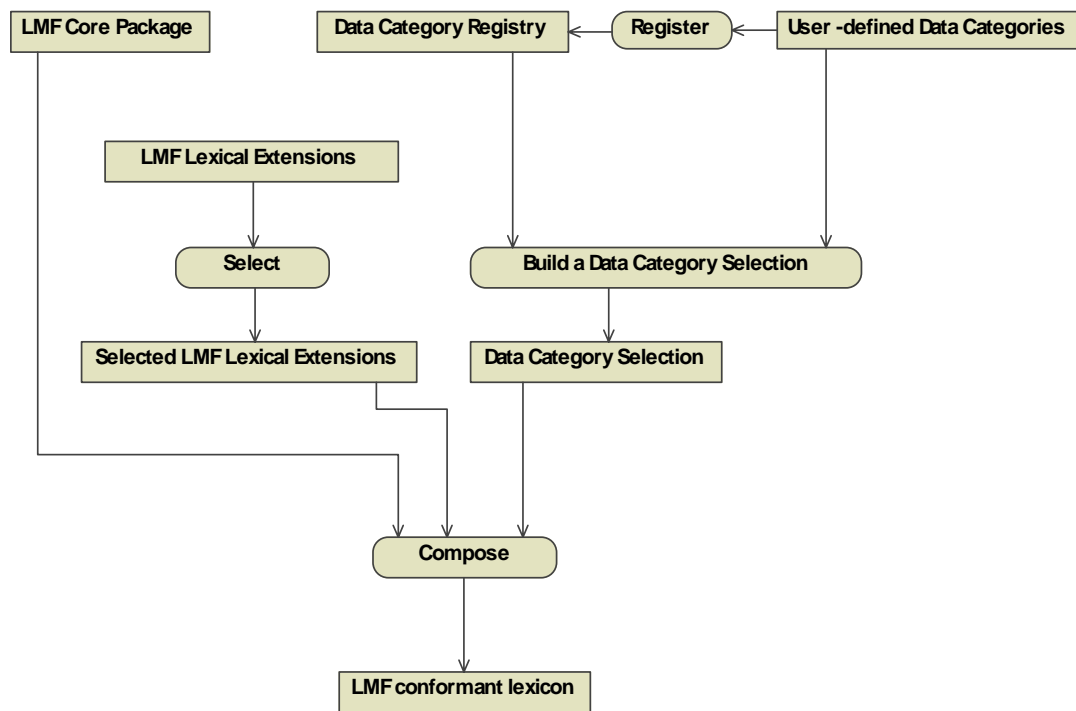 LMF Core Package
Data Category Registry
Register
User -defined Data Categories
LMF Lexical Extensions
Select
Build a Data Category Selection
Selected LMF Lexical Extensions
Data Category Selection
Compose
LMF conformant lexicon